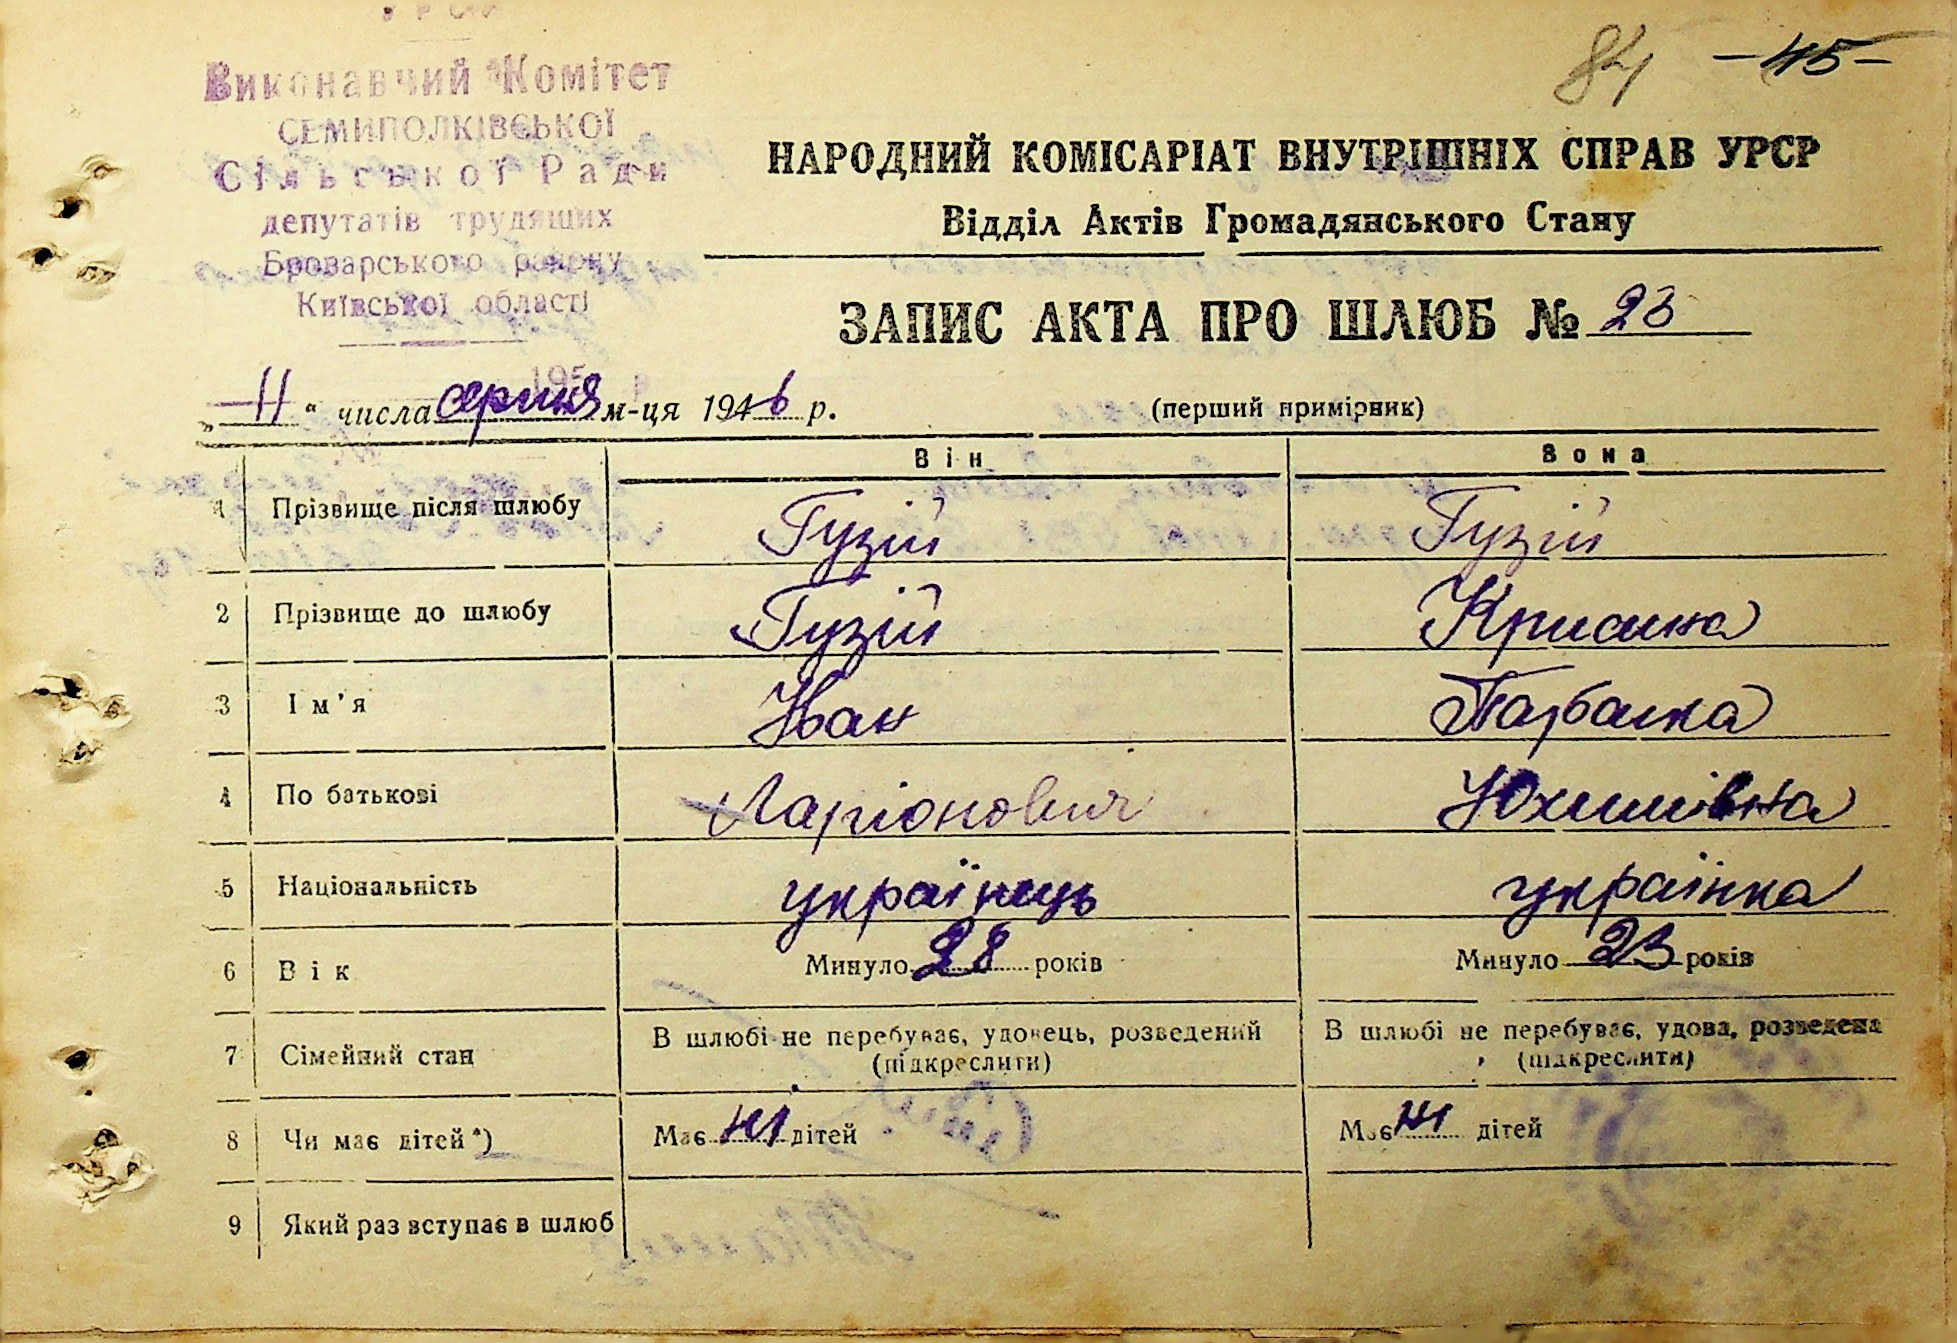 УРСР
Виконавчий Комітет
СЕМИПОЛКІВСЬКОЇ
Сільської Ради
депутатів трудящих
Броварського району
Київської області
195 р.
84 -45-
НАРОДНИЙ КОМІСАРІАТ ВНУТРІШНІХ СПРАВ УРСР
Відділ Актів Громадянського Стану
ЗАПИС АКТА ПРО ШЛЮБ № 23
„ 11 “ числа серпня м-ця 1946 р.
(перший примірник)
Він Вона
1 Прізвище після шлюбу Гузій Гузій
2 Прізвище до шлюбу Гузій
3 Ім'я Іван
4 По батькові Ларіонович Юхимівна
5 Національність українець українка
6 Вік Минуло 28 років Минуло 23 років
7 Сімейний стан В шлюбі не перебуває, удовець, розведений В шлюбі не перебуває, удова, розведена
(підкреслити) (підкреслити)
8 Чи має дітей*) Має ні дітей Має ні дітей
9 Який раз вступає в шлюб